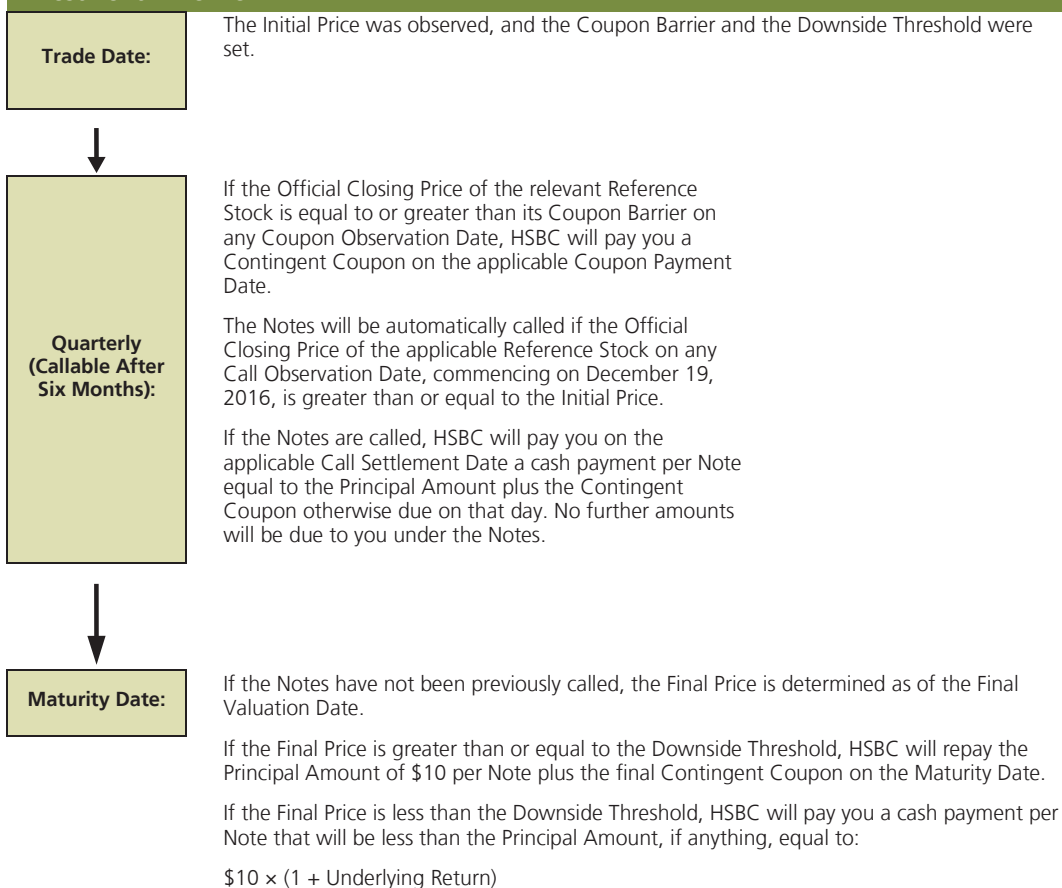 Trade Date:
The Initial Price was observed, and the Coupon Barrier and the Downside Threshold were
set.
Quarterly
(Callable After
Six Months):
If the Official Closing Price of the relevant Reference
Stock is equal to or greater than its Coupon Barrier on
any Coupon Observation Date, HSBC will pay you a
Contingent Coupon on the applicable Coupon Payment
Date.
The Notes will be automatically called if the Official
Closing Price of the applicable Reference Stock on any
Call Observation Date, commencing on December 19,
2016, is greater than or equal to the Initial Price.
If the Notes are called, HSBC will pay you on the
applicable Call Settlement Date a cash payment per Note
equal to the Principal Amount plus the Contingent
Coupon otherwise due on that day. No further amounts
will be due to you under the Notes.
Maturity Date:
If the Notes have not been previously called, the Final Price is determined as of the Final
Valuation Date.
If the Final Price is greater than or equal to the Downside Threshold, HSBC will repay the
Principal Amount of $10 per Note plus the final Contingent Coupon on the Maturity Date.
If the Final Price is less than the Downside Threshold, HSBC will pay you a cash payment per
Note that will be less than the Principal Amount, if anything, equal to:
$10 × (1 + Underlying Return)